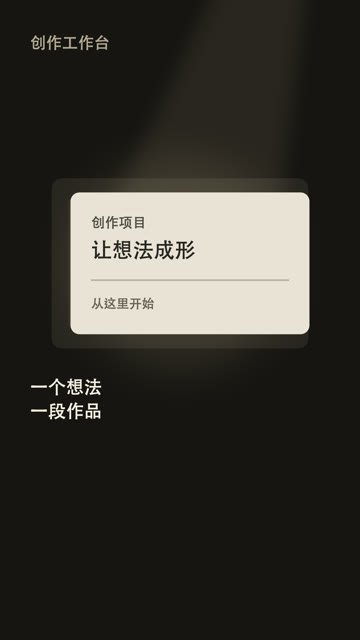 创作工作台
创作项目
让想法成形
从这里开始
一个想法
一段作品